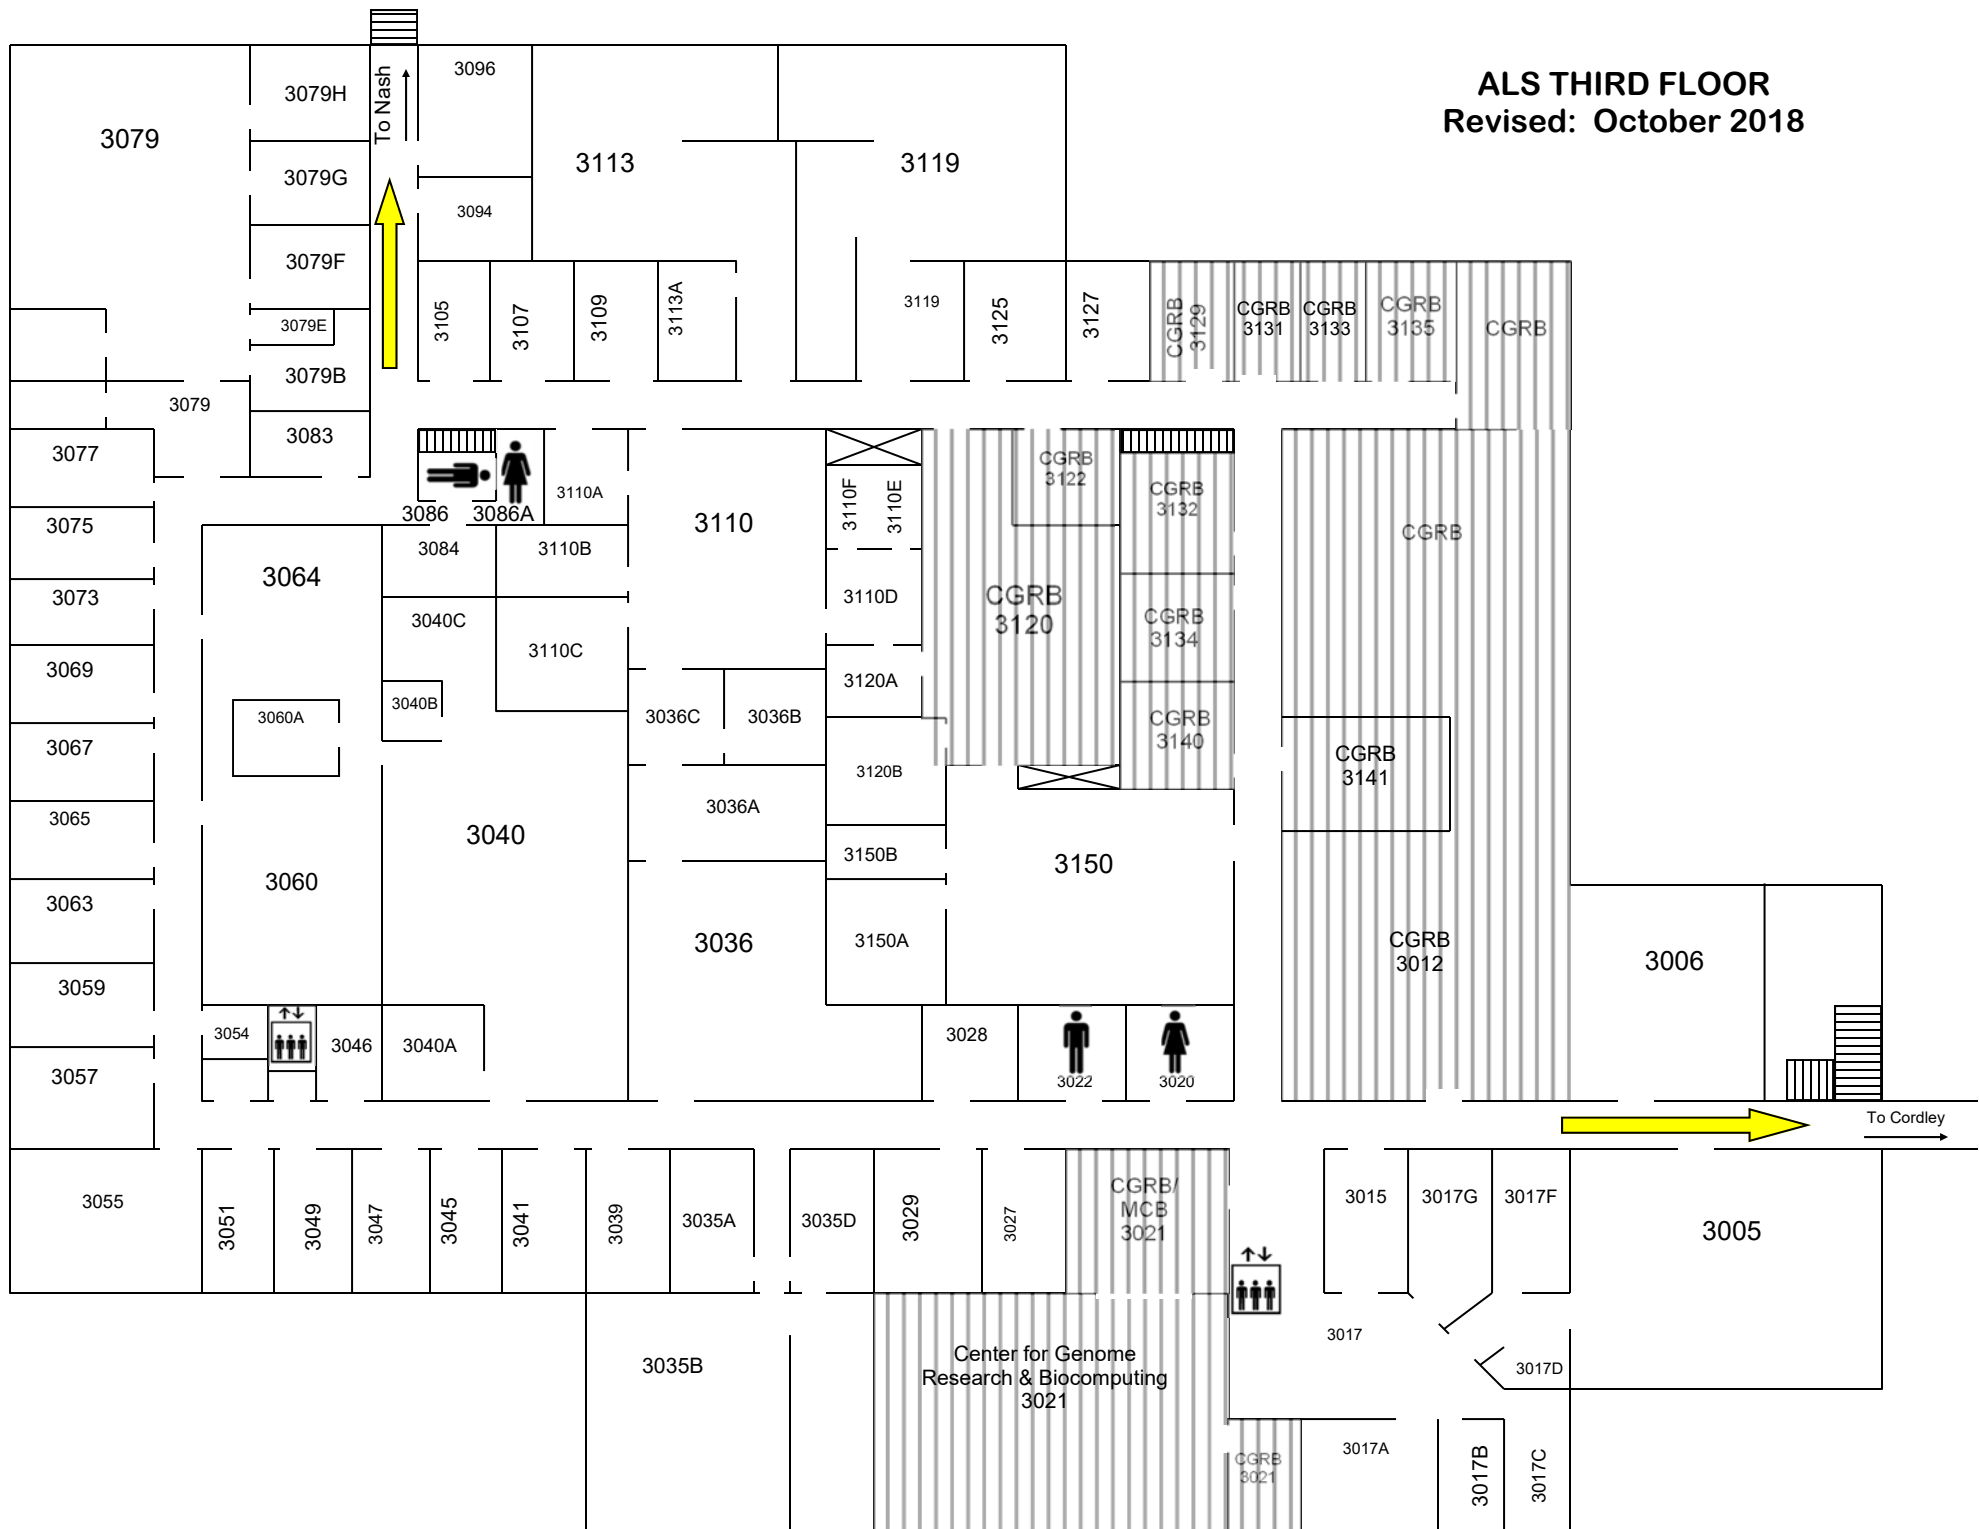 ALS THIRD FLOOR
Revised: October 2018
To Nash
3079
3079H
3079G
3079F
3079E
3079B
3079
3083
3096
3094
3113
3119
3105
3107
3109
3113A
3119
3125
3127
CGRB
3129
CGRB
3131
CGRB
3133
CGRB
3135
CGRB
3077
3075
3073
3069
3067
3065
3063
3059
3057
3086
3086A
3110A
3084
3110B
3064
3040C
3110C
3040B
3060A
3060
3040
3110
3110F
3110E
3110D
3120A
3036C
3036B
3120B
3036A
3150B
3150A
3036
CGRB
3122
CGRB
3120
CGRB
3132
CGRB
3134
CGRB
3140
3150
CGRB
CGRB
3141
CGRB
3012
3006
3054
3046
3040A
3028
3022
3020
To Cordley
3055
3051
3049
3047
3045
3041
3039
3035A
3035D
3029
3027
CGRB/
MCB
3021
3015
3017G
3017F
3005
3035B
Center for Genome
Research & Biocomputing
3021
3017
3017D
CGRB
3021
3017A
3017B
3017C